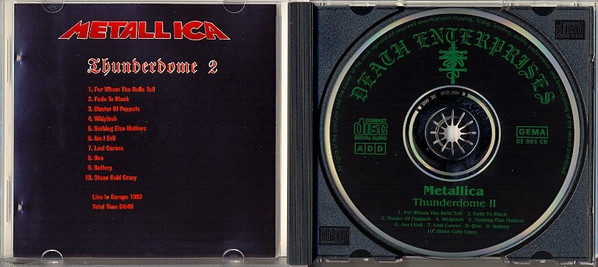 METALLICA
Thunderdome 2
1. For Whom The Bells Tell
2. Fade To Black
3. Master Of Puppets
4. Whiplash
5. Nothing Else Matters
6. Am I Evil
7. Last Caress
8. One
9. Battery
10. Stone Cold Crazy
Live In Europe 1993
Total Time
DEATH ENTERPRISES
COMPACT
disc
DIGITAL AUDIO
ADD
GEMA
DE 005 CD
Metallica
Thunderdome II
1. For Whom The Bells Tell 2. Fade To Black
3. Master Of Puppets 4. Whiplash 5. Nothing Else Matters
6. Am I Evil 7. Last Caress 8. One 9. Battery
10. Stone Cold Crazy